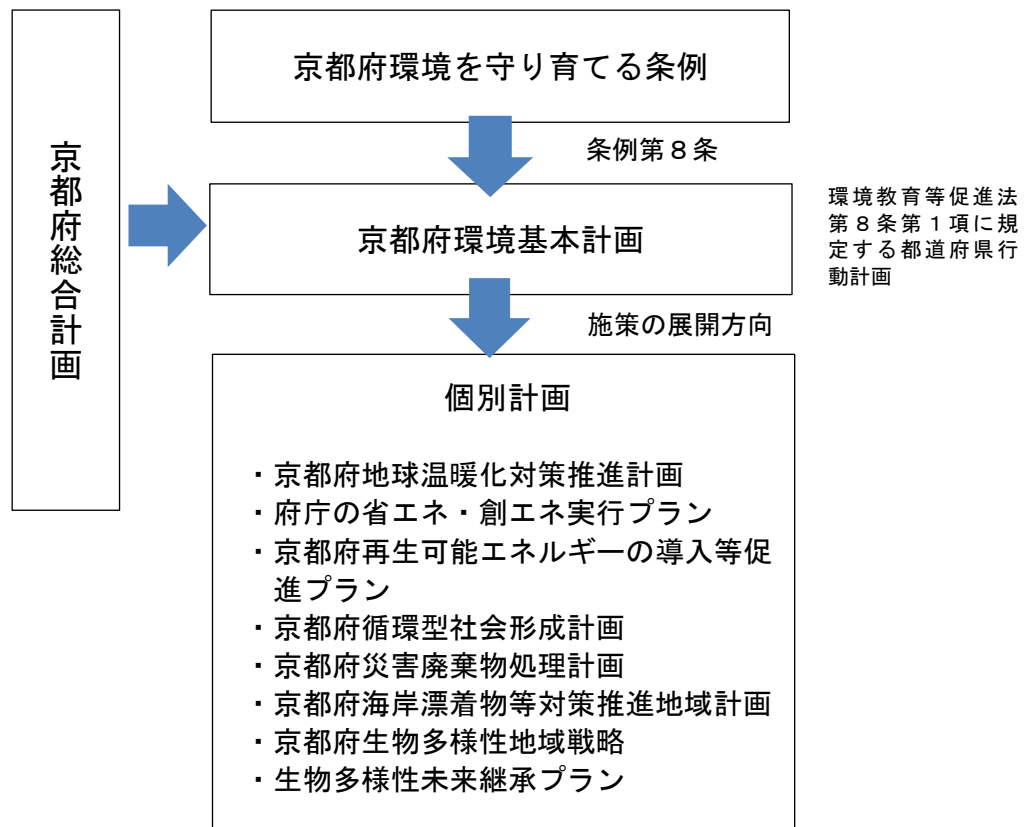 京都府総合計画
京都府環境を守り育てる条例
条例第８条
京都府環境基本計画
環境教育等促進法
第８条第１項に規
定する都道府県行
動計画
施策の展開方向
個別計画
・京都府地球温暖化対策推進計画
・府庁の省エネ・創エネ実行プラン
・京都府再生可能エネルギーの導入等促
進プラン
・京都府循環型社会形成計画
・京都府災害廃棄物処理計画
・京都府海岸漂着物等対策推進地域計画
・京都府生物多様性地域戦略
・生物多様性未来継承プラン